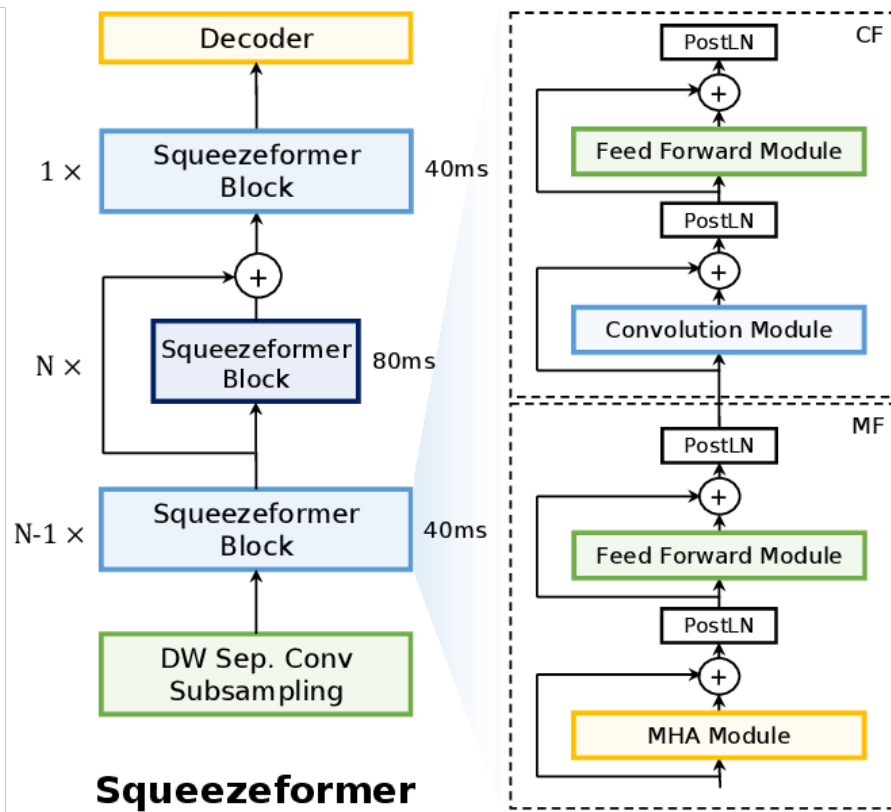 Decoder
1 ×
Squeezeformer
Block
40ms
+
N ×
Squeezeformer
Block
80ms
N-1 ×
Squeezeformer
Block
40ms
DW Sep. Conv
Subsampling
Squeezeformer
CF
PostLN
+
Feed Forward Module
PostLN
+
Convolution Module
MF
PostLN
+
Feed Forward Module
PostLN
+
MHA Module